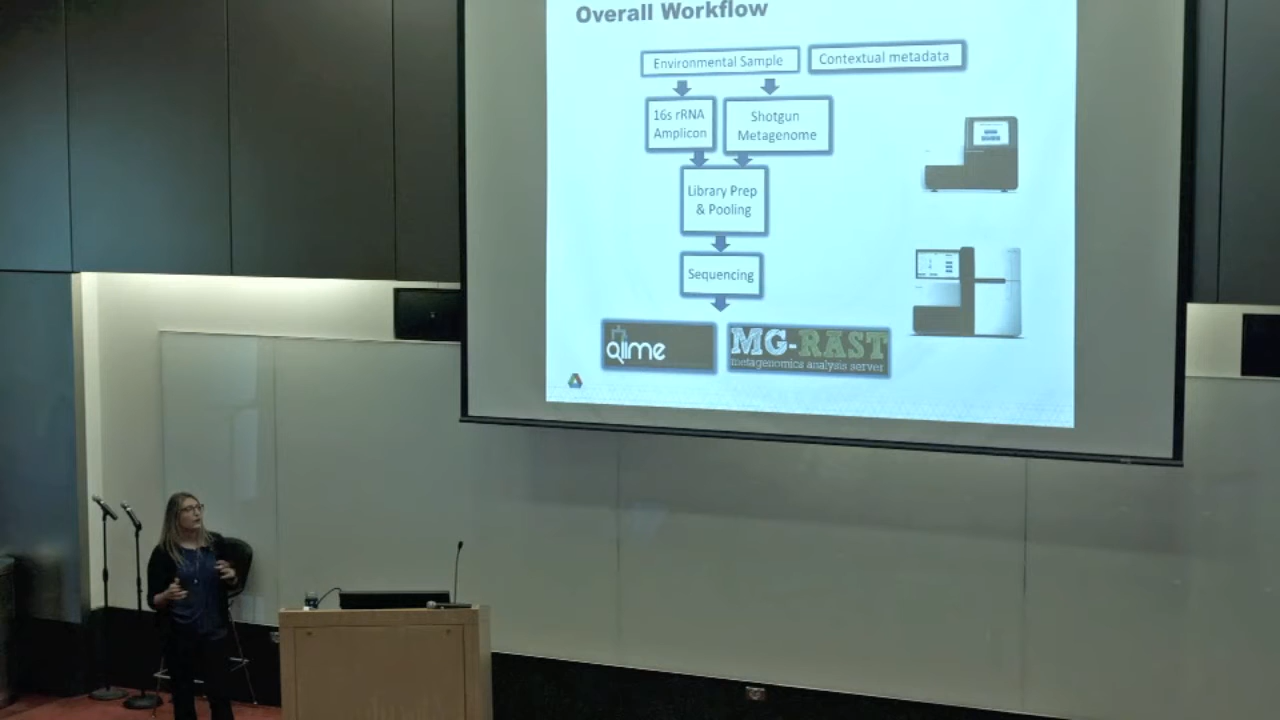 Overall Workflow
Environmental Sample
Contextual metadata
16s rRNA
Amplicon
Shotgun
Metagenome
Library Prep
& Pooling
Sequencing
qiime
MG-RAST
metagenomics analysis server